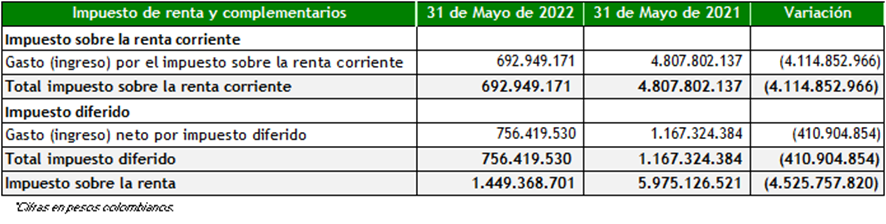 Impuesto de renta y complementarios 31 de Mayo de 2022 31 de Mayo de 2021 Variación
Impuesto sobre la renta corriente
Gasto (ingreso) por el impuesto sobre la renta corriente 692.949.171 4.807.802.137 (4.114.852.966)
Total impuesto sobre la renta corriente 692.949.171 4.807.802.137 (4.114.852.966)
Impuesto diferido
Gasto (ingreso) neto por impuesto diferido 756.419.530 1.167.324.384 (410.904.854)
Total impuesto diferido 756.419.530 1.167.324.384 (410.904.854)
Impuesto sobre la renta 1.449.368.701 5.975.126.521 (4.525.757.820)
*Cifras en pesos colombianos.